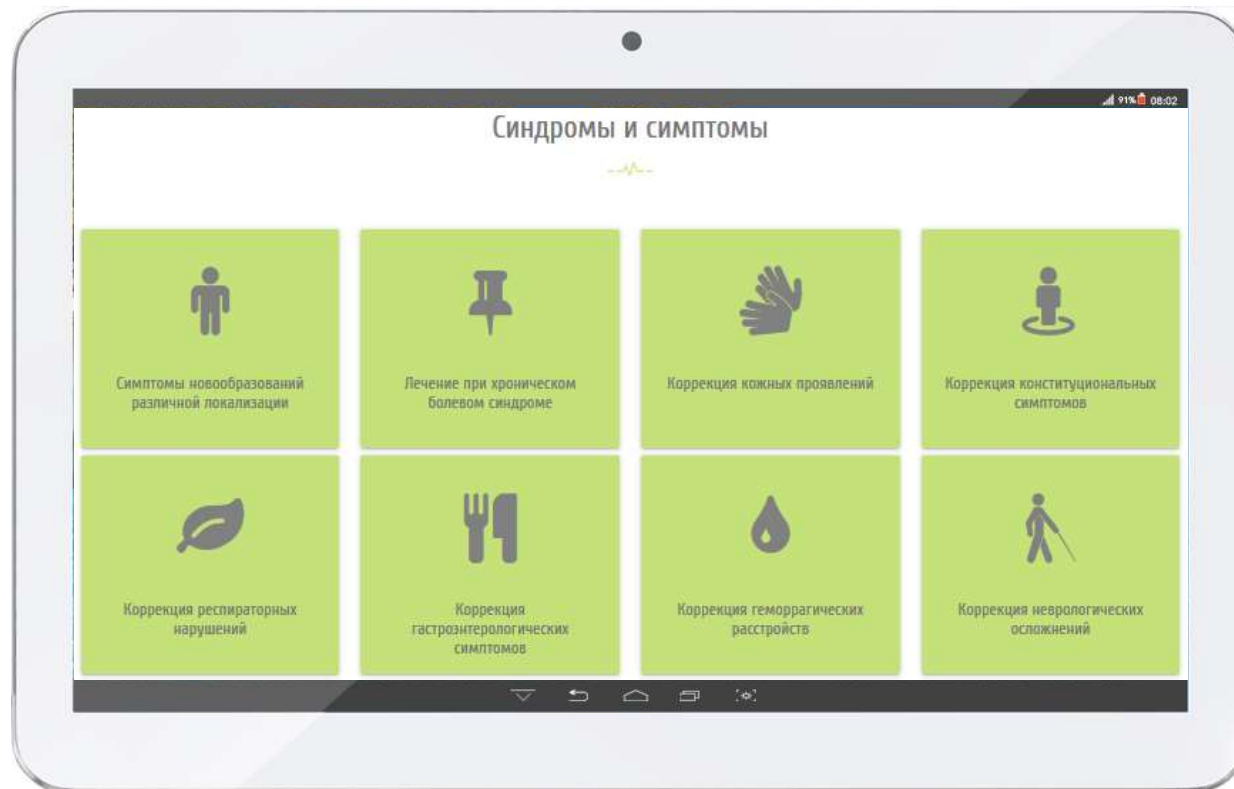 91% 08:02
Синдромы и симптомы
Симптомы новообразований
различной локализации
Лечение при хроническом
болевом синдроме
Коррекция кожных проявлений
Коррекция конституциональных
симптомов
Коррекция респираторных
нарушений
Коррекция
гастроэнтерологических
симптомов
Коррекция геморрагических
расстройств
Коррекция неврологических
осложнений